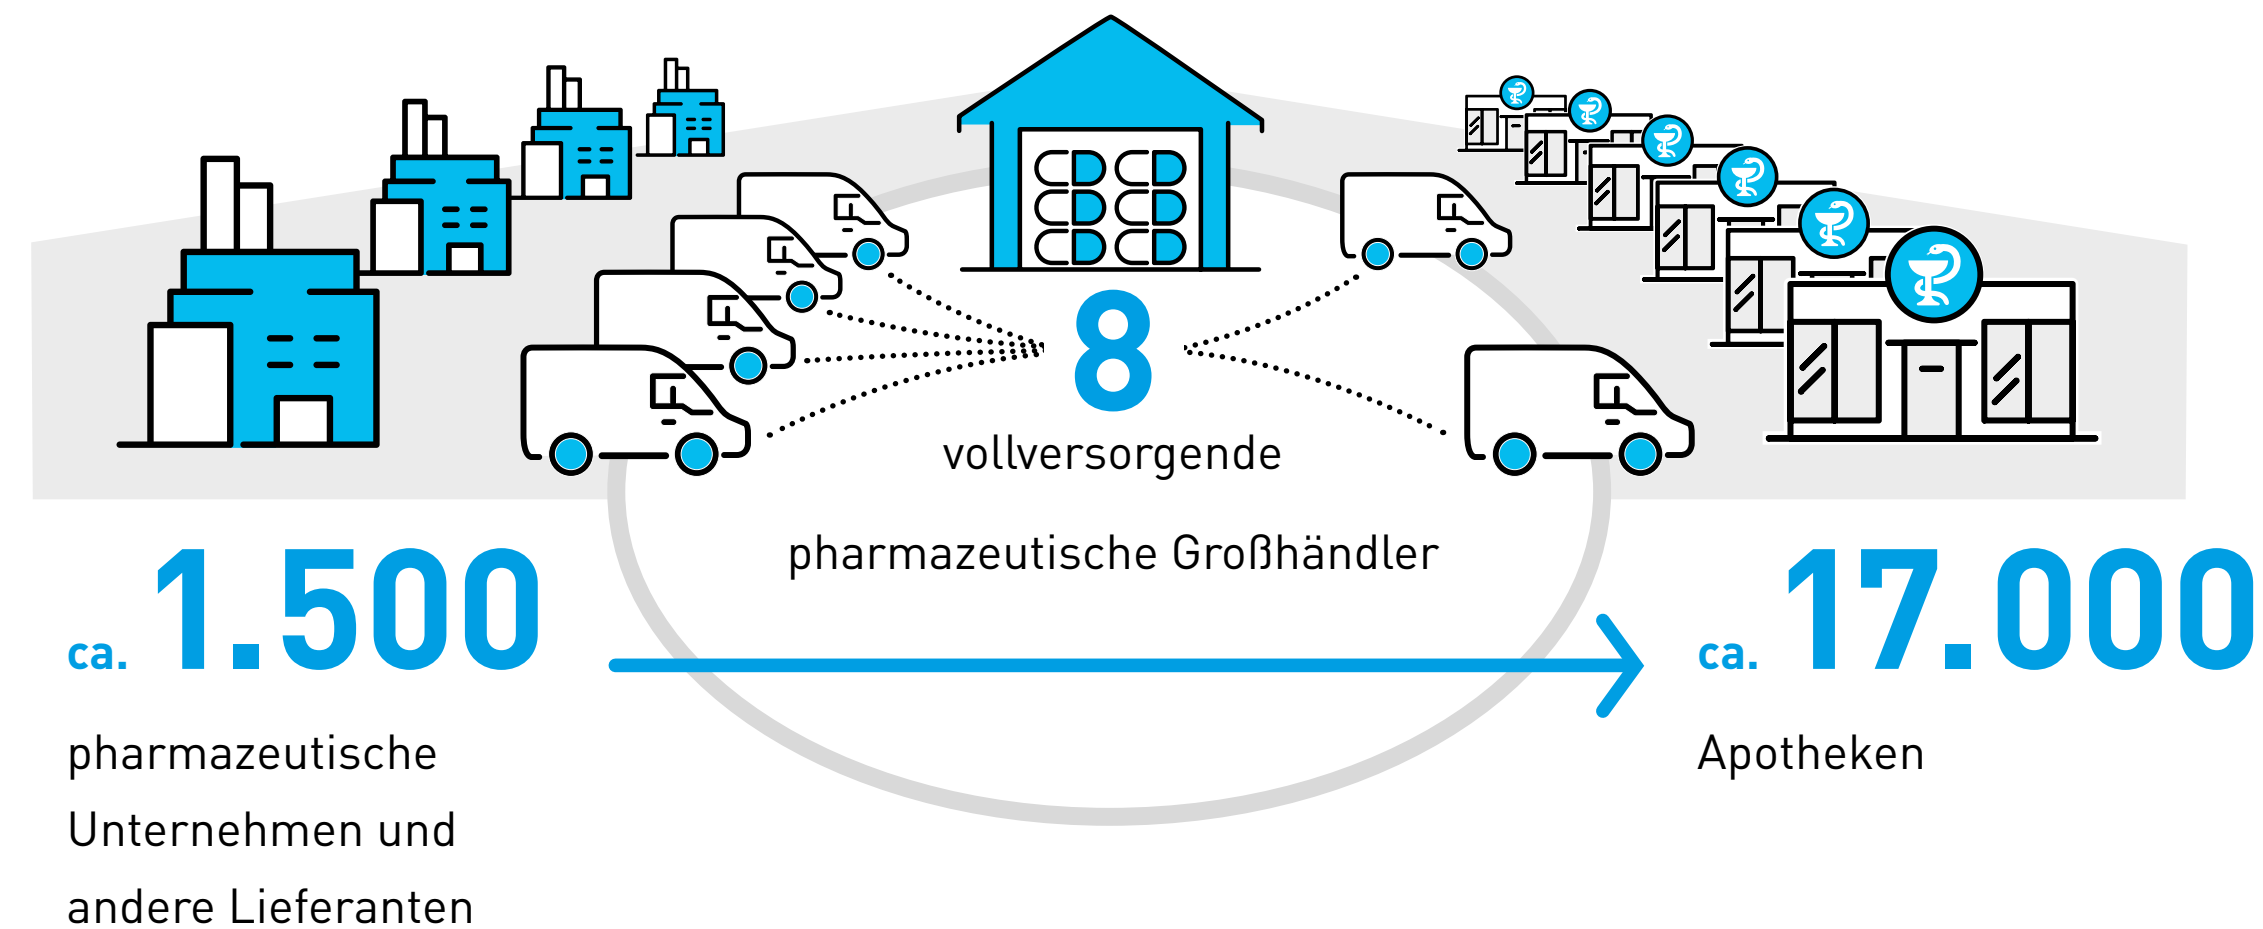 8
vollversorgende
pharmazeutische Großhändler
ca. 1.500
pharmazeutische
Unternehmen und
andere Lieferanten
ca. 17.000
Apotheken